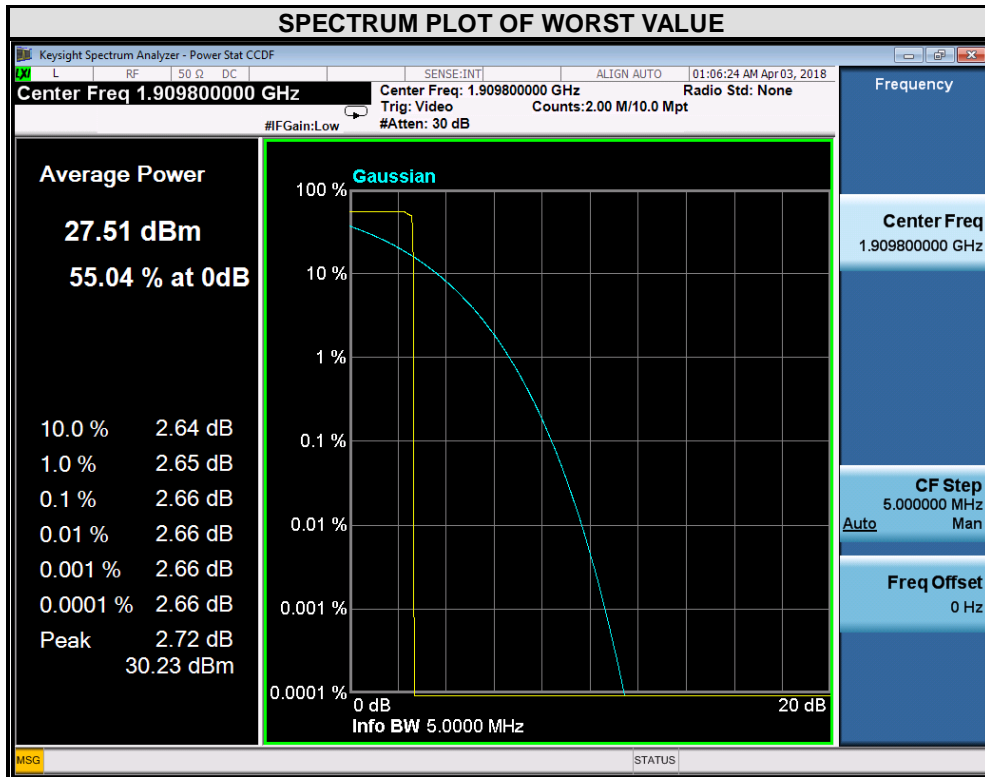 SPECTRUM PLOT OF WORST VALUE
Keysight Spectrum Analyzer - Power Stat CCDF
LXI L RF 50 Ω DC SENSE:INT ALIGN AUTO 01:06:24 AM Apr 03, 2018
Center Freq 1.909800000 GHz
Center Freq: 1.909800000 GHz Radio Std: None
Trig: Video Counts:2.00 M/10.0 Mpt
#IFGain:Low #Atten: 30 dB
Frequency
Average Power
27.51 dBm
55.04 % at 0dB
10.0 % 2.64 dB
1.0 % 2.65 dB
0.1 % 2.66 dB
0.01 % 2.66 dB
0.001 % 2.66 dB
0.0001 % 2.66 dB
Peak 2.72 dB
30.23 dBm
Gaussian
100 %
10 %
1 %
0.1 %
0.01 %
0.001 %
0.0001 %
0 dB 20 dB
Info BW 5.0000 MHz
Center Freq
1.909800000 GHz
CF Step
5.000000 MHz
Auto Man
Freq Offset
0 Hz
MSG STATUS